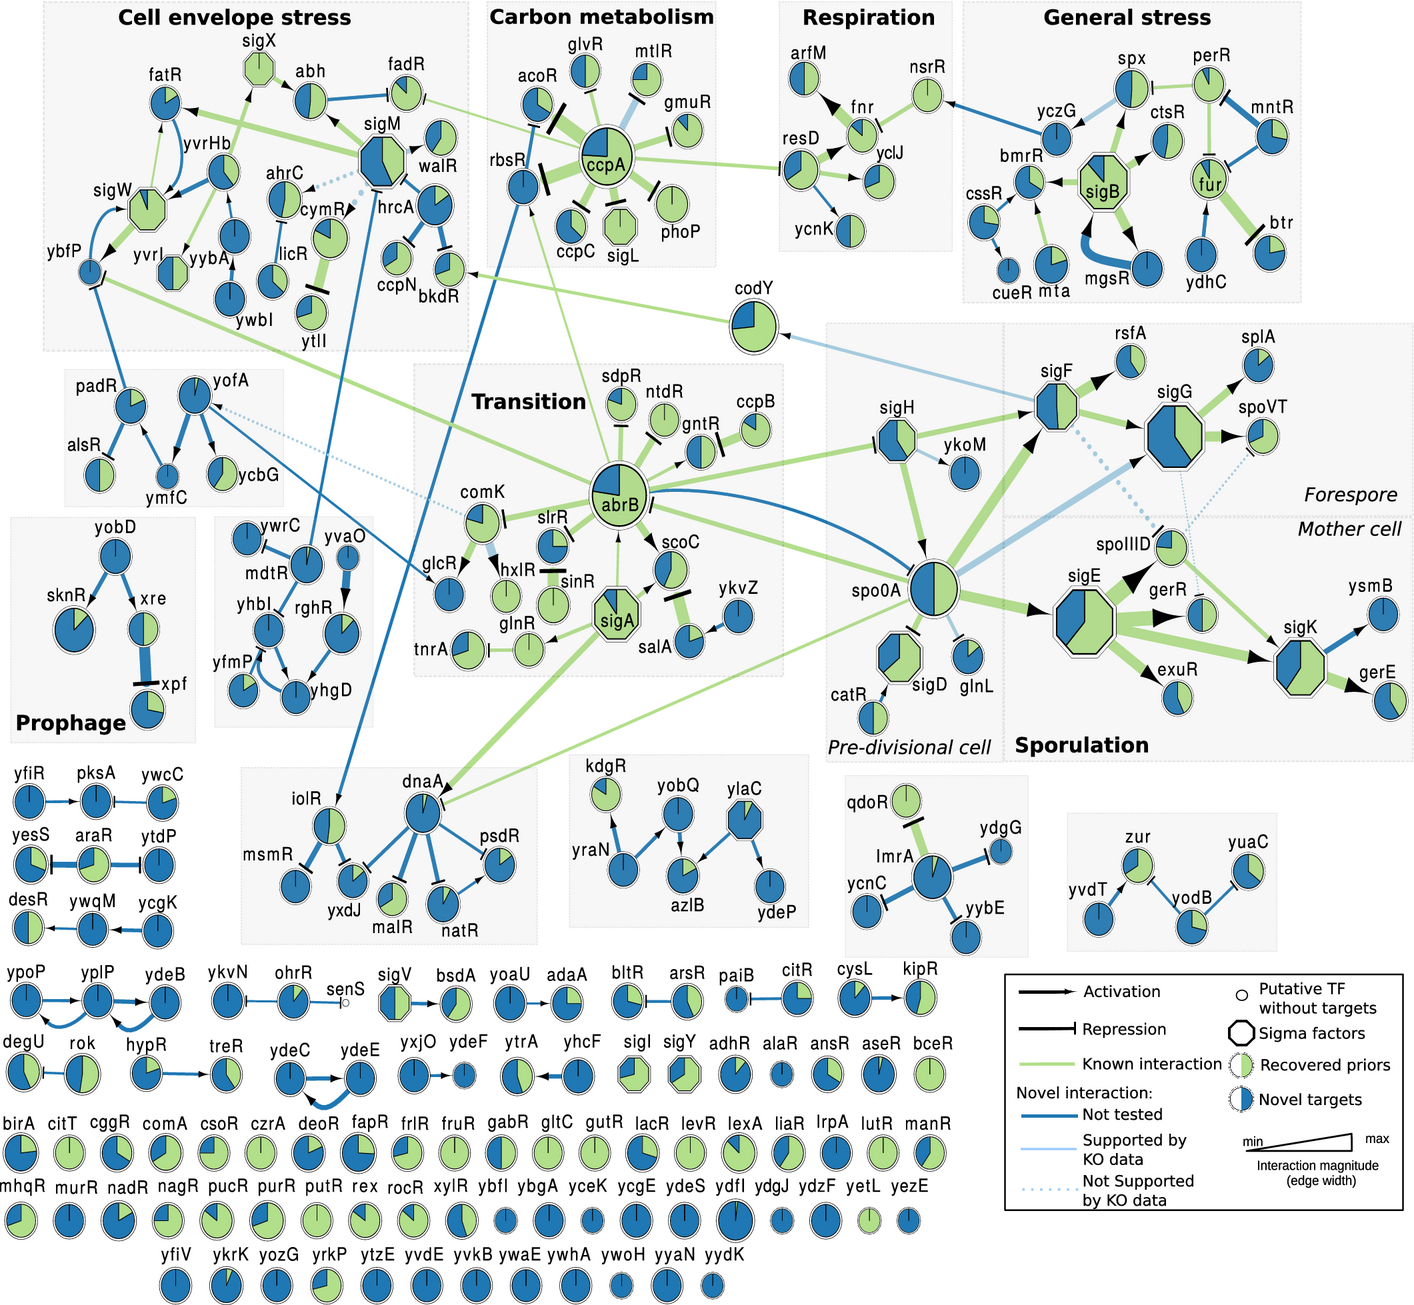 Cell envelope stress
Carbon metabolism
Respiration
General stress
sigX
fatR
abh
fadR
sigM
walR
yvrHb
ahrC
sigW
cymR
hrcA
ybfP
yvrI
yybA
licR
ccpN
bkdR
ywbI
ytlI
glvR
mtlR
acoR
gmuR
rbsR
ccpA
phoP
ccpC
sigL
arfM
nsrR
fnr
resD
yclJ
ycnK
spx
perR
yczG
ctsR
mntR
bmrR
sigB
fur
cssR
btr
cueR
mta
mgsR
ydhC
codY
padR
yofA
alsR
ymfC
ycbG
Transition
sdpR
ntdR
gntR
ccpB
abrB
comK
slrR
scoC
glcR
hxlR
sinR
ykvZ
glnR
sigA
tnrA
salA
sigH
ykoM
sigF
rsfA
sigG
splA
spoVT
Forespore
Mother cell
spoIIID
spo0A
sigE
gerR
ysmB
sigK
exuR
gerE
sigD
glnL
catR
Pre-divisional cell
Sporulation
yobD
sknR
xre
xpf
Prophage
ywrC
yvaO
mdtR
yhbI
rghR
yfmP
yhgD
yfiR
pksA
ywcC
yesS
araR
ytdP
desR
ywqM
ycgK
iolR
dnaA
msmR
psdR
yxdJ
malR
natR
kdgR
yobQ
ylaC
yraN
azlB
ydeP
qdoR
ydgG
lmrA
ycnC
yybE
zur
yuaC
yvdT
yodB
ypoP
yplP
ydeB
ykvN
ohrR
senS
sigV
bsdA
yoaU
adaA
bltR
arsR
paiB
citR
cysL
kipR
degU
rok
hypR
treR
ydeC
ydeE
yxjO
ydeF
ytrA
yhcF
sigI
sigY
adhR
alaR
ansR
aseR
bceR
birA
citT
cggR
comA
csoR
czrA
deoR
fapR
frlR
fruR
gabR
gltC
gutR
lacR
levR
lexA
liaR
lrpA
lutR
manR
mhqR
murR
nadR
nagR
pucR
purR
putR
rex
rocR
xylR
ybfI
ybgA
yceK
ycgE
ydeS
ydfI
ydgJ
ydzF
yetL
yezE
yfiV
ykrK
yozG
yrkP
ytzE
yvdE
yvkB
ywaE
ywhA
ywoH
yyaN
yydK
Activation
Repression
Known interaction
Novel interaction:
Not tested
Supported by
KO data
Not Supported
by KO data
Putative TF
without targets
Sigma factors
Recovered priors
Novel targets
min
max
Interaction magnitude
(edge width)